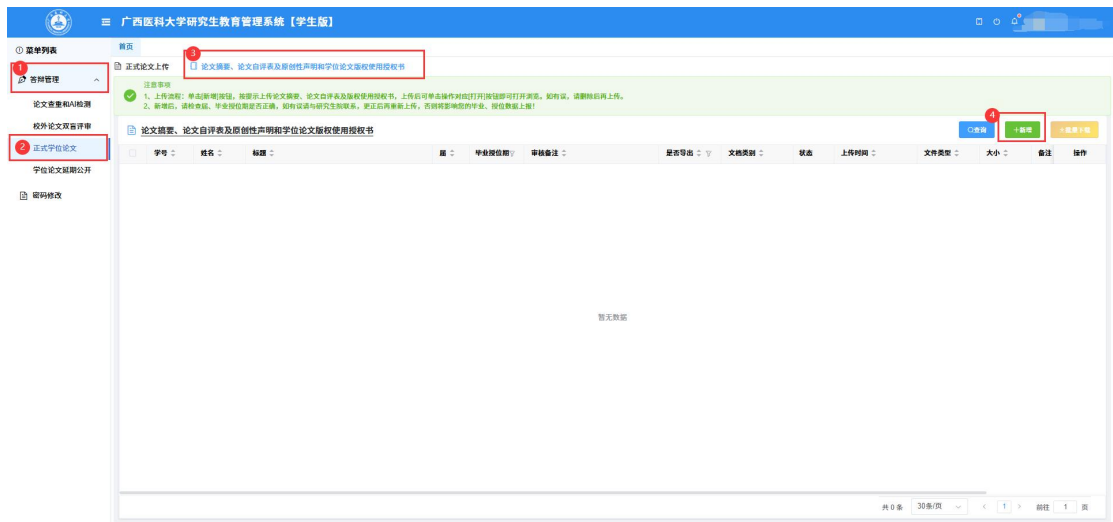 广西医科大学研究生教育管理系统【学生版】
菜单列表
首页
3
正式论文上传
论文摘要、论文自评表及原创性声明和学位论文版权使用授权书
1
答辩管理
注意事项
1、上传流程：单击[新增]按钮，按提示上传论文摘要、论文自评表及版权使用授权书，上传后可单击操作对应[打开]按钮即可打开浏览，如有误，请删除后再上传。
2、新增后，请检查届、毕业授位期是否正确，如有误请与研究生院联系，更正后再重新上传，否则将影响您的毕业、授位数据上报！
论文查重和AI检测
校外论文双盲评审
4
论文摘要、论文自评表及原创性声明和学位论文版权使用授权书
查询
+新增
批量下载
2
正式学位论文
学号 姓名 标题 届 毕业授位期 审核备注 是否导出 文档类别 状态 上传时间 文件类型 大小 备注 操作
学位论文延期公开
密码修改
暂无数据
共 0 条 30条/页 1 前往 1 页